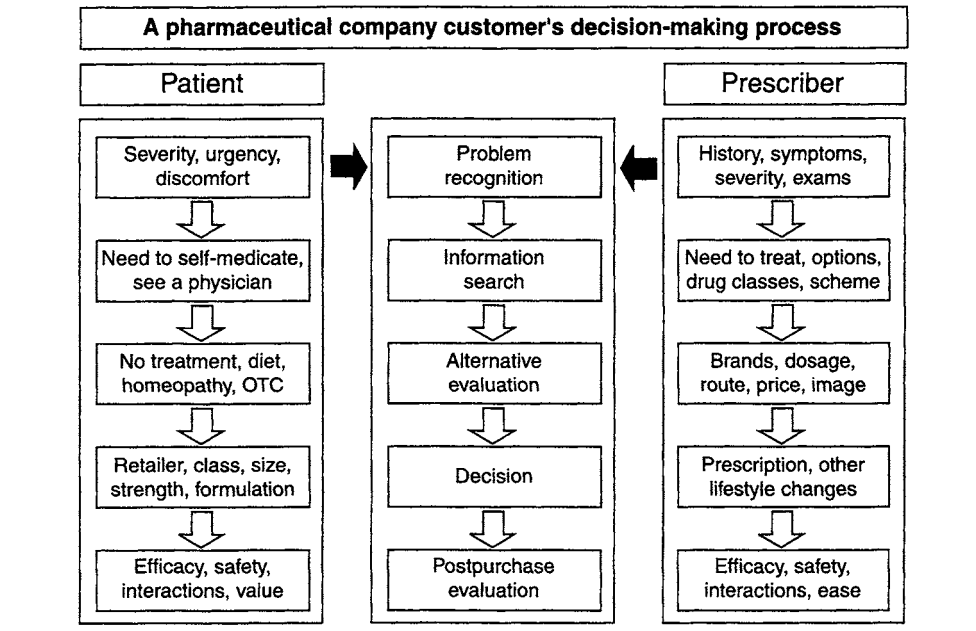 A pharmaceutical company customer's decision-making process
Patient
Severity, urgency,
discomfort
Need to self-medicate,
see a physician
No treatment, diet,
homeopathy, OTC
Retailer, class, size,
strength, formulation
Efficacy, safety,
interactions, value
Problem
recognition
Information
search
Alternative
evaluation
Decision
Postpurchase
evaluation
Prescriber
History, symptoms,
severity, exams
Need to treat, options,
drug classes, scheme
Brands, dosage,
route, price, image
Prescription, other
lifestyle changes
Efficacy, safety,
interactions, ease